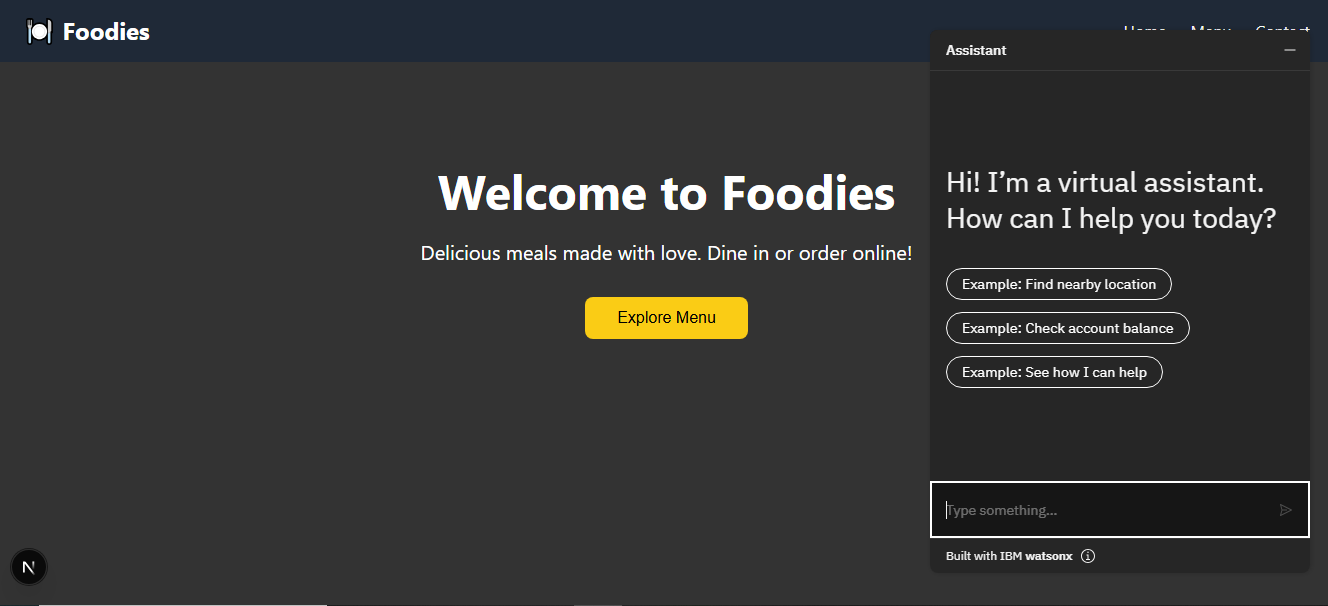 Foodies
Home Menu Contact
Welcome to Foodies
Delicious meals made with love. Dine in or order online!
Explore Menu
Assistant
Hi! I’m a virtual assistant.
How can I help you today?
Example: Find nearby location
Example: Check account balance
Example: See how I can help
Type something...
Built with IBM watsonx
N